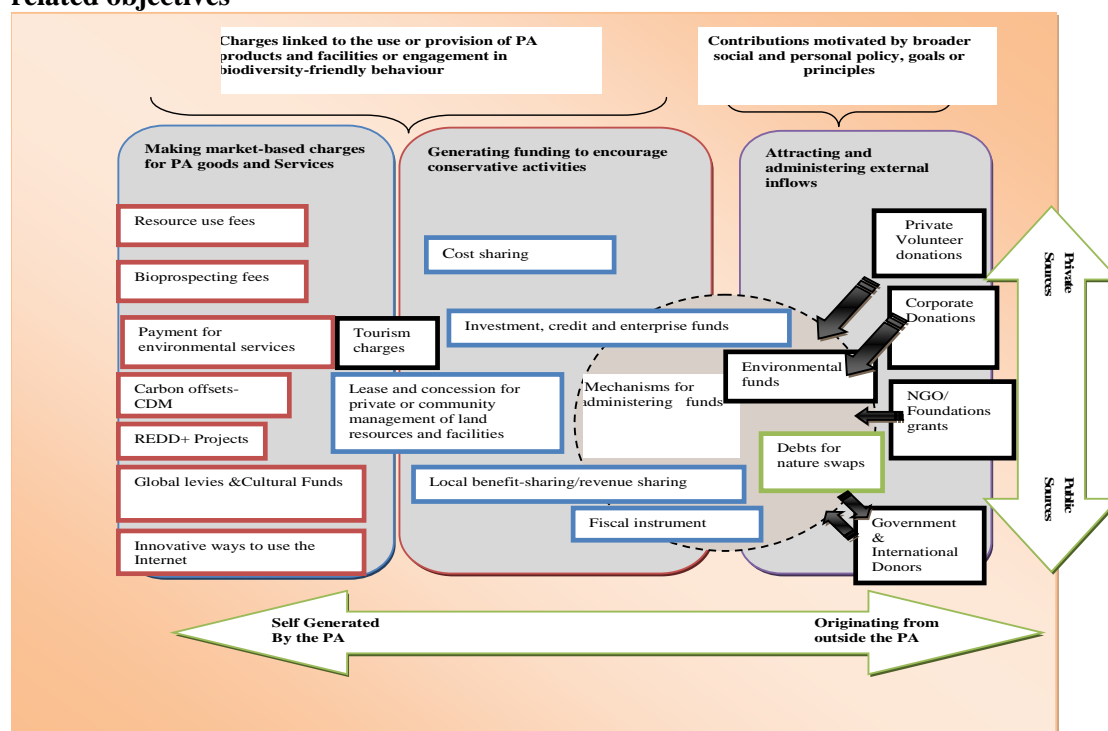 related objectives
Charges linked to the use or provision of PA
products and facilities or engagement in
biodiversity-friendly behaviour
Contributions motivated by broader
social and personal policy, goals or
principles
Making market-based charges
for PA goods and Services
Generating funding to encourage
conservative activities
Attracting and
administering external
inflows
Resource use fees
Bioprospecting fees
Payment for
environmental services
Carbon offsets-
CDM
REDD+ Projects
Global levies &Cultural Funds
Innovative ways to use the
Internet
Tourism
charges
Cost sharing
Investment, credit and enterprise funds
Lease and concession for
private or community
management of land
resources and facilities
Local benefit-sharing/revenue sharing
Fiscal instrument
Mechanisms for
administering funds
Environmental
funds
Debts for
nature swaps
Private
Volunteer
donations
Corporate
Donations
NGO/
Foundations
grants
Government
&
International
Donors
Private
Sources
Public
Sources
Self Generated
By the PA
Originating from
outside the PA